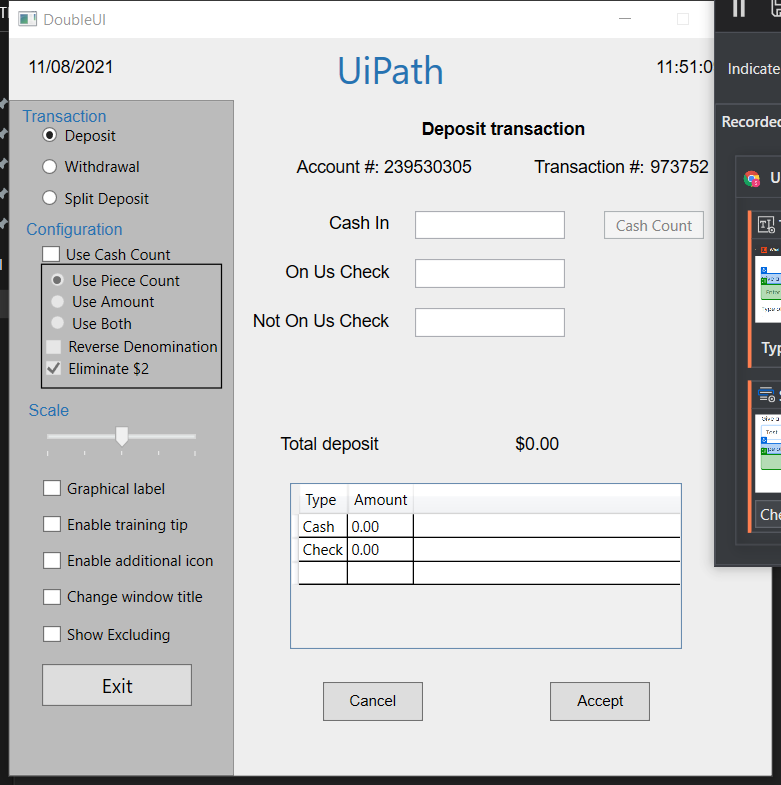 DoubleUI
11/08/2021
UiPath
11:51:0
Transaction
Deposit
Withdrawal
Split Deposit
Configuration
Use Cash Count
Use Piece Count
Use Amount
Use Both
Reverse Denomination
Eliminate $2
Scale
Graphical label
Enable training tip
Enable additional icon
Change window title
Show Excluding
Exit
Deposit transaction
Account #: 239530305 Transaction #: 973752
Cash In Cash Count
On Us Check
Not On Us Check
Total deposit $0.00
Type Amount
Cash 0.00
Check 0.00
Cancel Accept
Indicate
Recorded
U
Typ
Test
Che